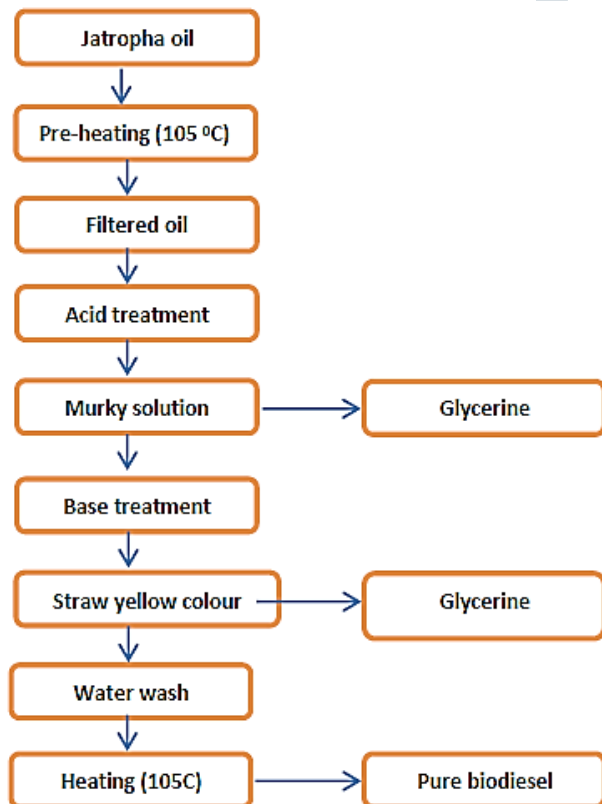 Jatropha oil
Pre-heating (105 ⁰C)
Filtered oil
Acid treatment
Murky solution
Glycerine
Base treatment
Straw yellow colour
Glycerine
Water wash
Heating (105C)
Pure biodiesel